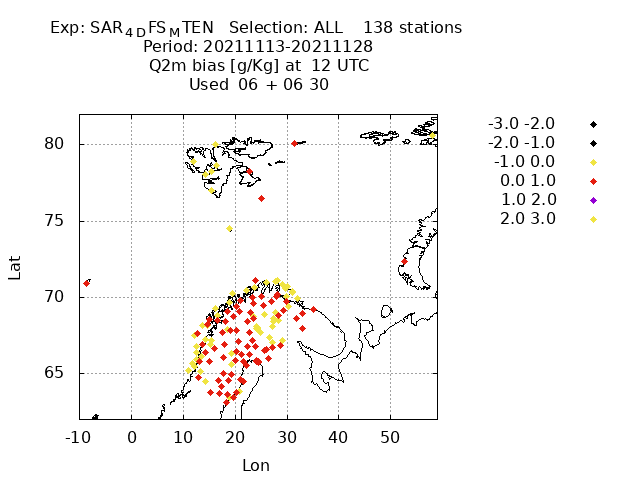 Exp: SAR4DFSMTEN Selection: ALL 138 stations
Period: 20211113-20211128
Q2m bias [g/Kg] at 12 UTC
Used 06 + 06 30
-3.0 -2.0
-2.0 -1.0
-1.0 0.0
0.0 1.0
1.0 2.0
2.0 3.0
80
75
70
65
Lat
-10 0 10 20 30 40 50
Lon